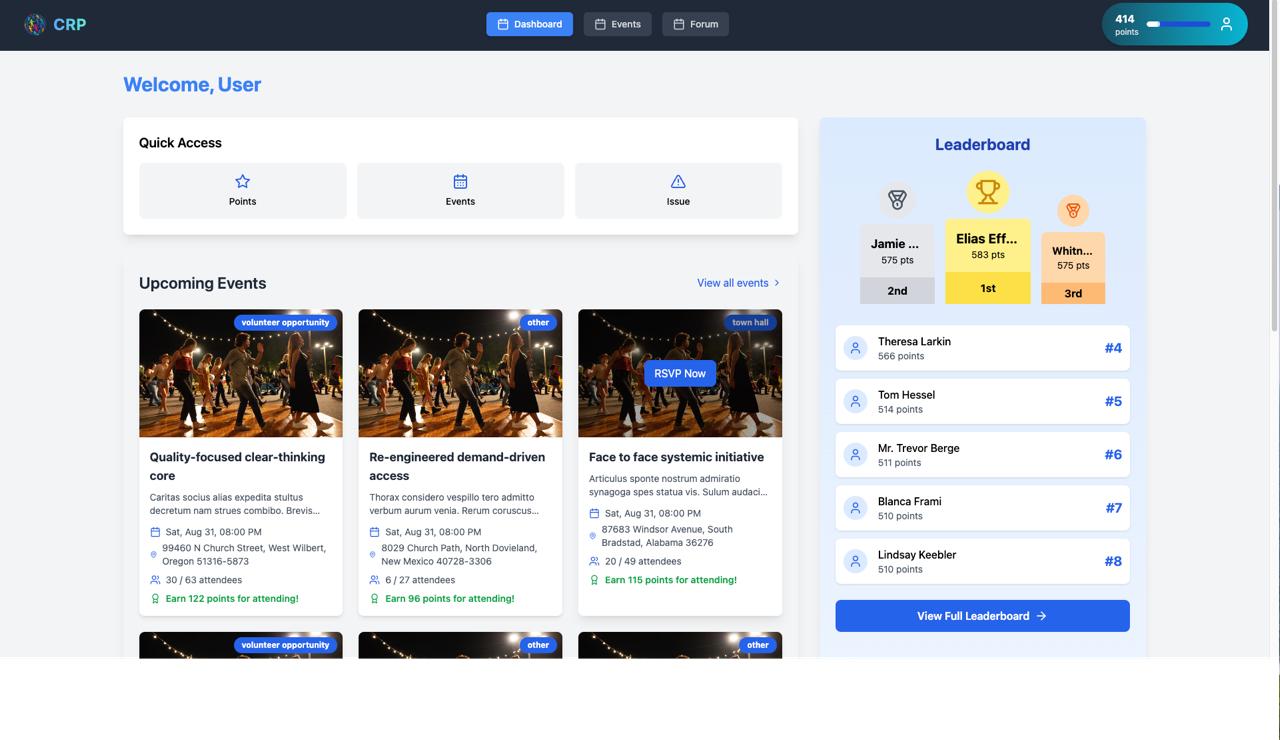 CRP
Dashboard
Events
Forum
414
points
Welcome, User
Quick Access
Points
Events
Issue
Upcoming Events
View all events
volunteer opportunity
Quality-focused clear-thinking
core
Caritas socius alias expedita stultus
decretum nam strues combibo. Brevis...
Sat, Aug 31, 08:00 PM
99460 N Church Street, West Wilbert,
Oregon 51316-5873
30 / 63 attendees
Earn 122 points for attending!
other
Re-engineered demand-driven
access
Thorax considero vespillo tero admitto
verbum aurum venia. Rerum coruscus...
Sat, Aug 31, 08:00 PM
8029 Church Path, North Dovieland,
New Mexico 40728-3306
6 / 27 attendees
Earn 96 points for attending!
town hall
RSVP Now
Face to face systemic initiative
Articulus sponte nostrum admiratio
synagoga spes statua vis. Sulum audaci...
Sat, Aug 31, 08:00 PM
87683 Windsor Avenue, South
Bradstad, Alabama 36276
20 / 49 attendees
Earn 115 points for attending!
volunteer opportunity
other
other
Leaderboard
Jamie ...
575 pts
2nd
Elias Eff...
583 pts
1st
Whitn...
575 pts
3rd
Theresa Larkin
566 points
#4
Tom Hessel
514 points
#5
Mr. Trevor Berge
511 points
#6
Blanca Frami
510 points
#7
Lindsay Keebler
510 points
#8
View Full Leaderboard